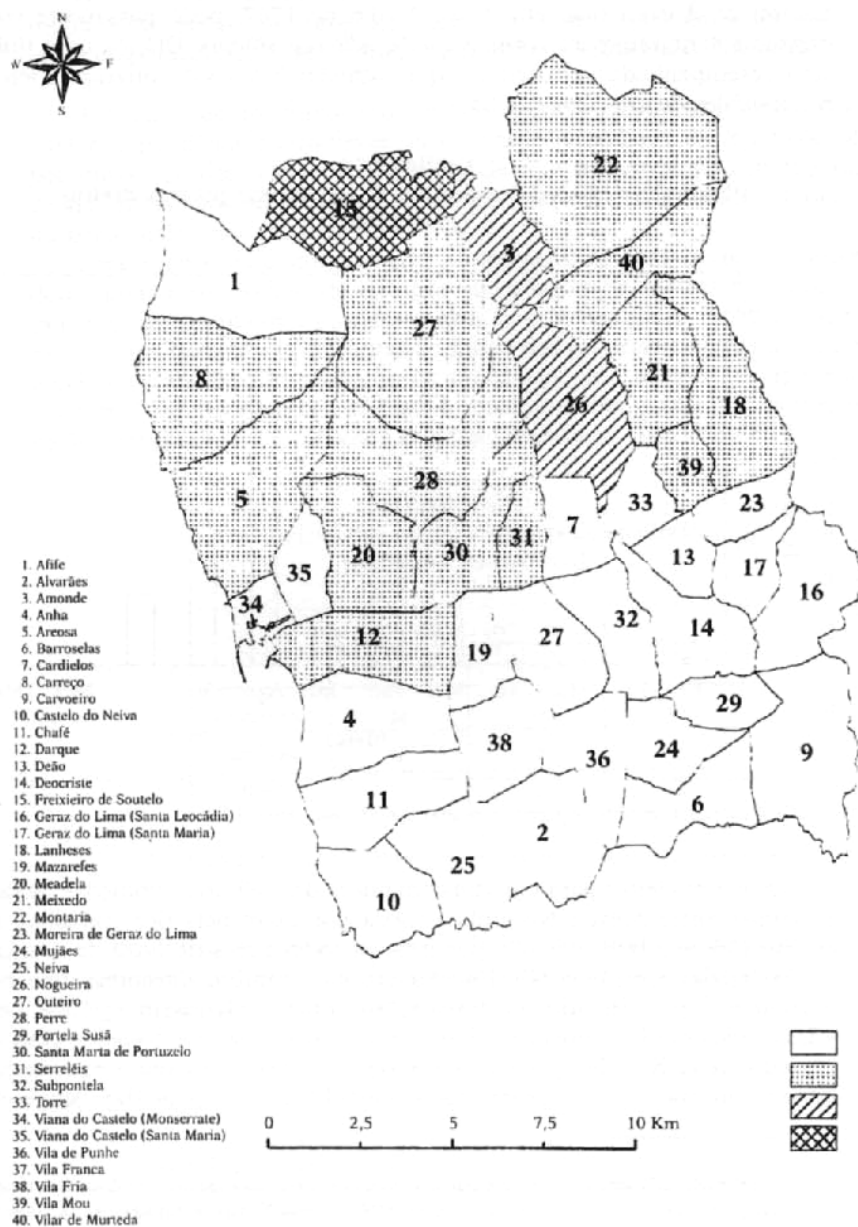 N
W E
S
22
15
3
40
1
27
21
8
18
26
39
28
5
23
33
31
7
20
30
13
17
35
16
34
32
14
12
27
19
29
4
38
24
9
36
6
11
2
25
10
1. Afife
2. Alvarães
3. Amonde
4. Anha
5. Areosa
6. Barroselas
7. Cardielos
8. Carreço
9. Carvoeiro
10. Castelo do Neiva
11. Chafé
12. Darque
13. Deão
14. Deocriste
15. Freixieiro de Soutelo
16. Geraz do Lima (Santa Leocádia)
17. Geraz do Lima (Santa Maria)
18. Lanheses
19. Mazarefes
20. Meadela
21. Meixedo
22. Montaria
23. Moreira de Geraz do Lima
24. Mujães
25. Neiva
26. Nogueira
27. Outeiro
28. Perre
29. Portela Susã
30. Santa Marta de Portuzelo
31. Serreléis
32. Subpontela
33. Torre
34. Viana do Castelo (Monserrate)
35. Viana do Castelo (Santa Maria)
36. Vila de Punhe
37. Vila Franca
38. Vila Fria
39. Vila Mou
40. Vilar de Murteda
0 2,5 5 7,5 10 Km